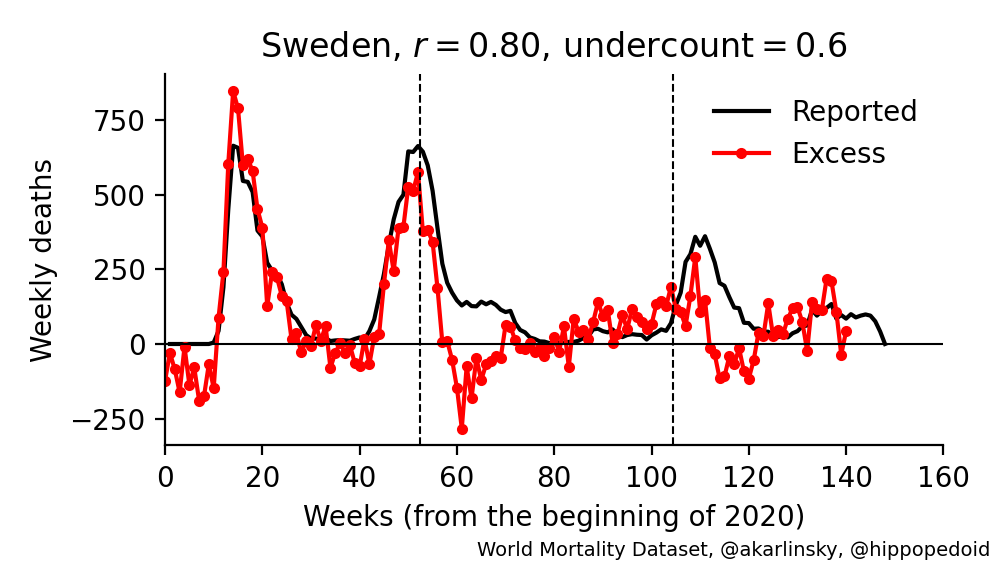 Sweden, r = 0.80, undercount = 0.6
Reported
Excess
Weekly deaths
750
500
250
0
−250
0 20 40 60 80 100 120 140 160
Weeks (from the beginning of 2020)
World Mortality Dataset, @akarlinsky, @hippopedoid